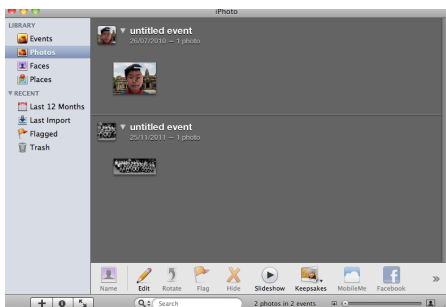 iPhoto
LIBRARY
Events
Photos
Faces
Places
RECENT
Last 12 Months
Last Import
Flagged
Trash
untitled event
26/07/2010 — 1 photo
untitled event
25/11/2011 — 1 photo
Name Edit Rotate Flag Hide Slideshow Keepsakes MobileMe Facebook
Search 2 photos in 2 events